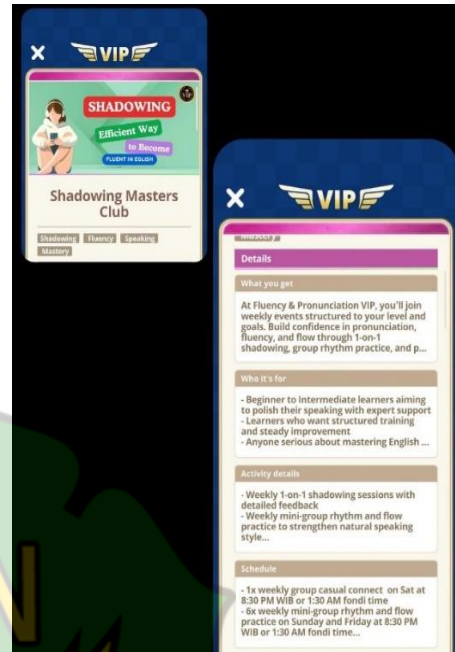 VIP
SHADOWING
Efficient Way
to Become
FLUENT IN EGLISH
Shadowing Masters
Club
Shadowing Fluency Speaking
Mastery
VIP
Mastery
Details
What you get
At Fluency & Pronunciation VIP, you'll join
weekly events structured to your level and
goals. Build confidence in pronunciation,
fluency, and flow through 1-on-1
shadowing, group rhythm practice, and p...
Who it's for
- Beginner to Intermediate learners aiming
to polish their speaking with expert support
- Learners who want structured training
and steady improvement
- Anyone serious about mastering English ...
Activity details
- Weekly 1-on-1 shadowing sessions with
detailed feedback
- Weekly mini-group rhythm and flow
practice to strengthen natural speaking
style...
Schedule
- 1x weekly group casual connect on Sat at
8:30 PM WIB or 1:30 AM fondi time
- 6x weekly mini-group rhythm and flow
practice on Sunday and Friday at 8:30 PM
WIB or 1:30 AM fondi time...